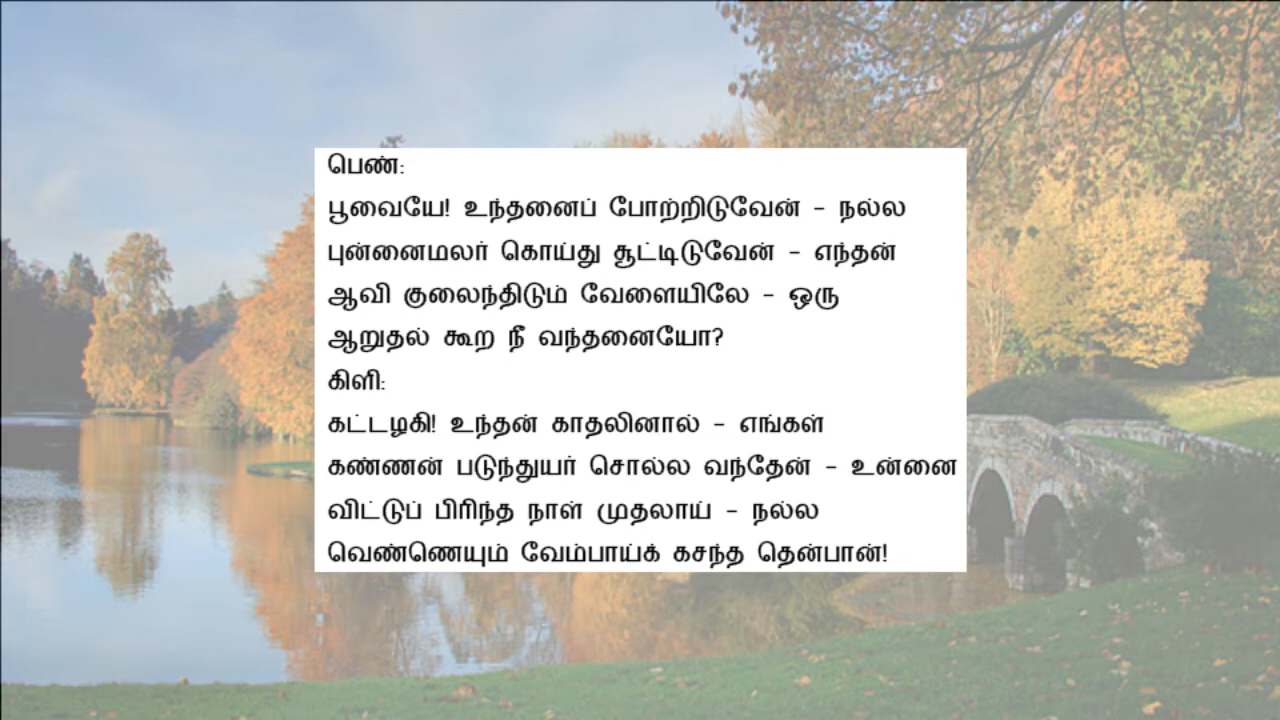 பெண்:
பூவையே! உந்தனைப் போற்றிடுவேன் - நல்ல
புன்னைமலர் கொய்து சூட்டிடுவேன் - எந்தன்
ஆவி குலைந்திடும் வேளையிலே - ஒரு
ஆறுதல் கூற நீ வந்தனையோ?
கிளி:
கட்டழகி! உந்தன் காதலினால் - எங்கள்
கண்ணன் படுந்துயர் சொல்ல வந்தேன் - உன்னை
விட்டுப் பிரிந்த நாள் முதலாய் - நல்ல
வெண்ணெயும் வேம்பாய்க் கசந்த தென்பான்!